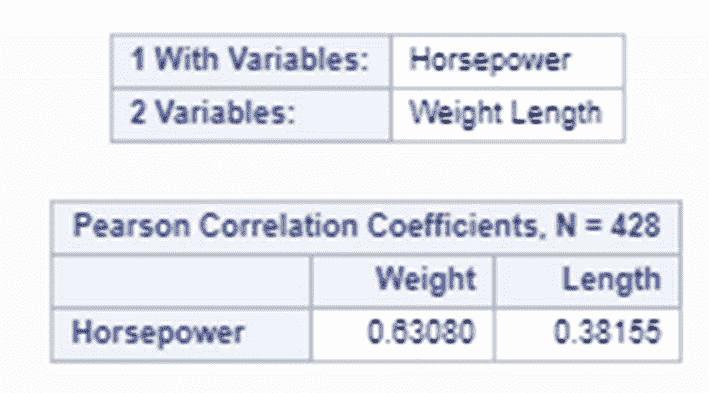 1 With Variables: Horsepower
2 Variables: Weight Length
Pearson Correlation Coefficients, N = 428
Weight Length
Horsepower 0.63080 0.38155